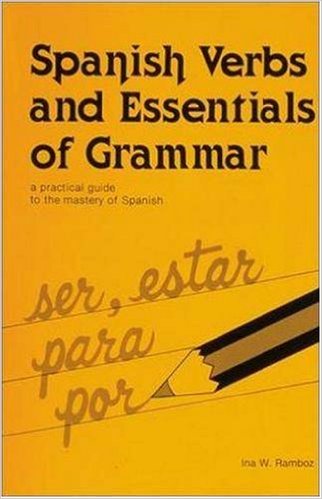 Spanish Verbs
and Essentials
of Grammar
a practical guide
to the mastery of Spanish
ser, estar
para
por
Ina W. Ramboz